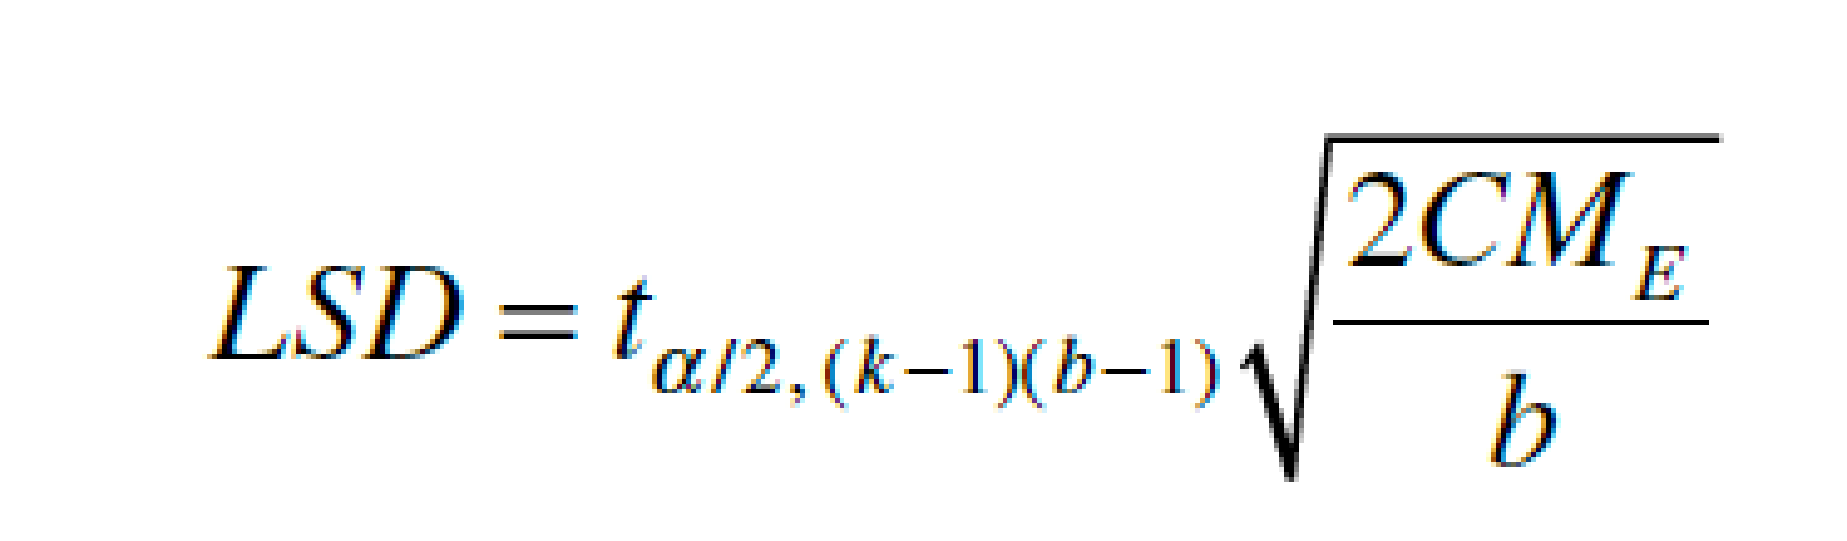 LSD = t_{α/2, (k−1)(b−1)} √(2CM_E / b)